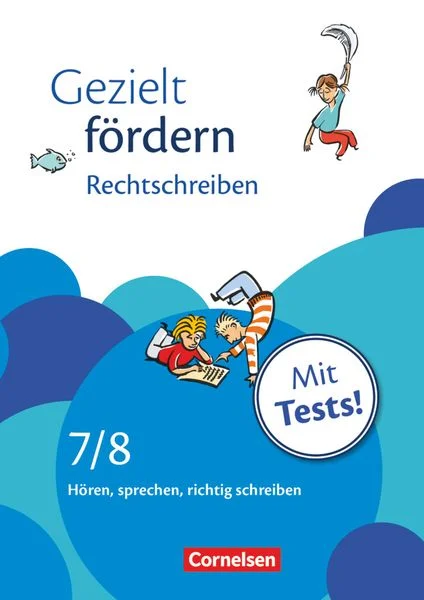 Gezielt
fördern
Rechtschreiben
Mit
Tests!
7/8
Hören, sprechen, richtig schreiben
Cornelsen